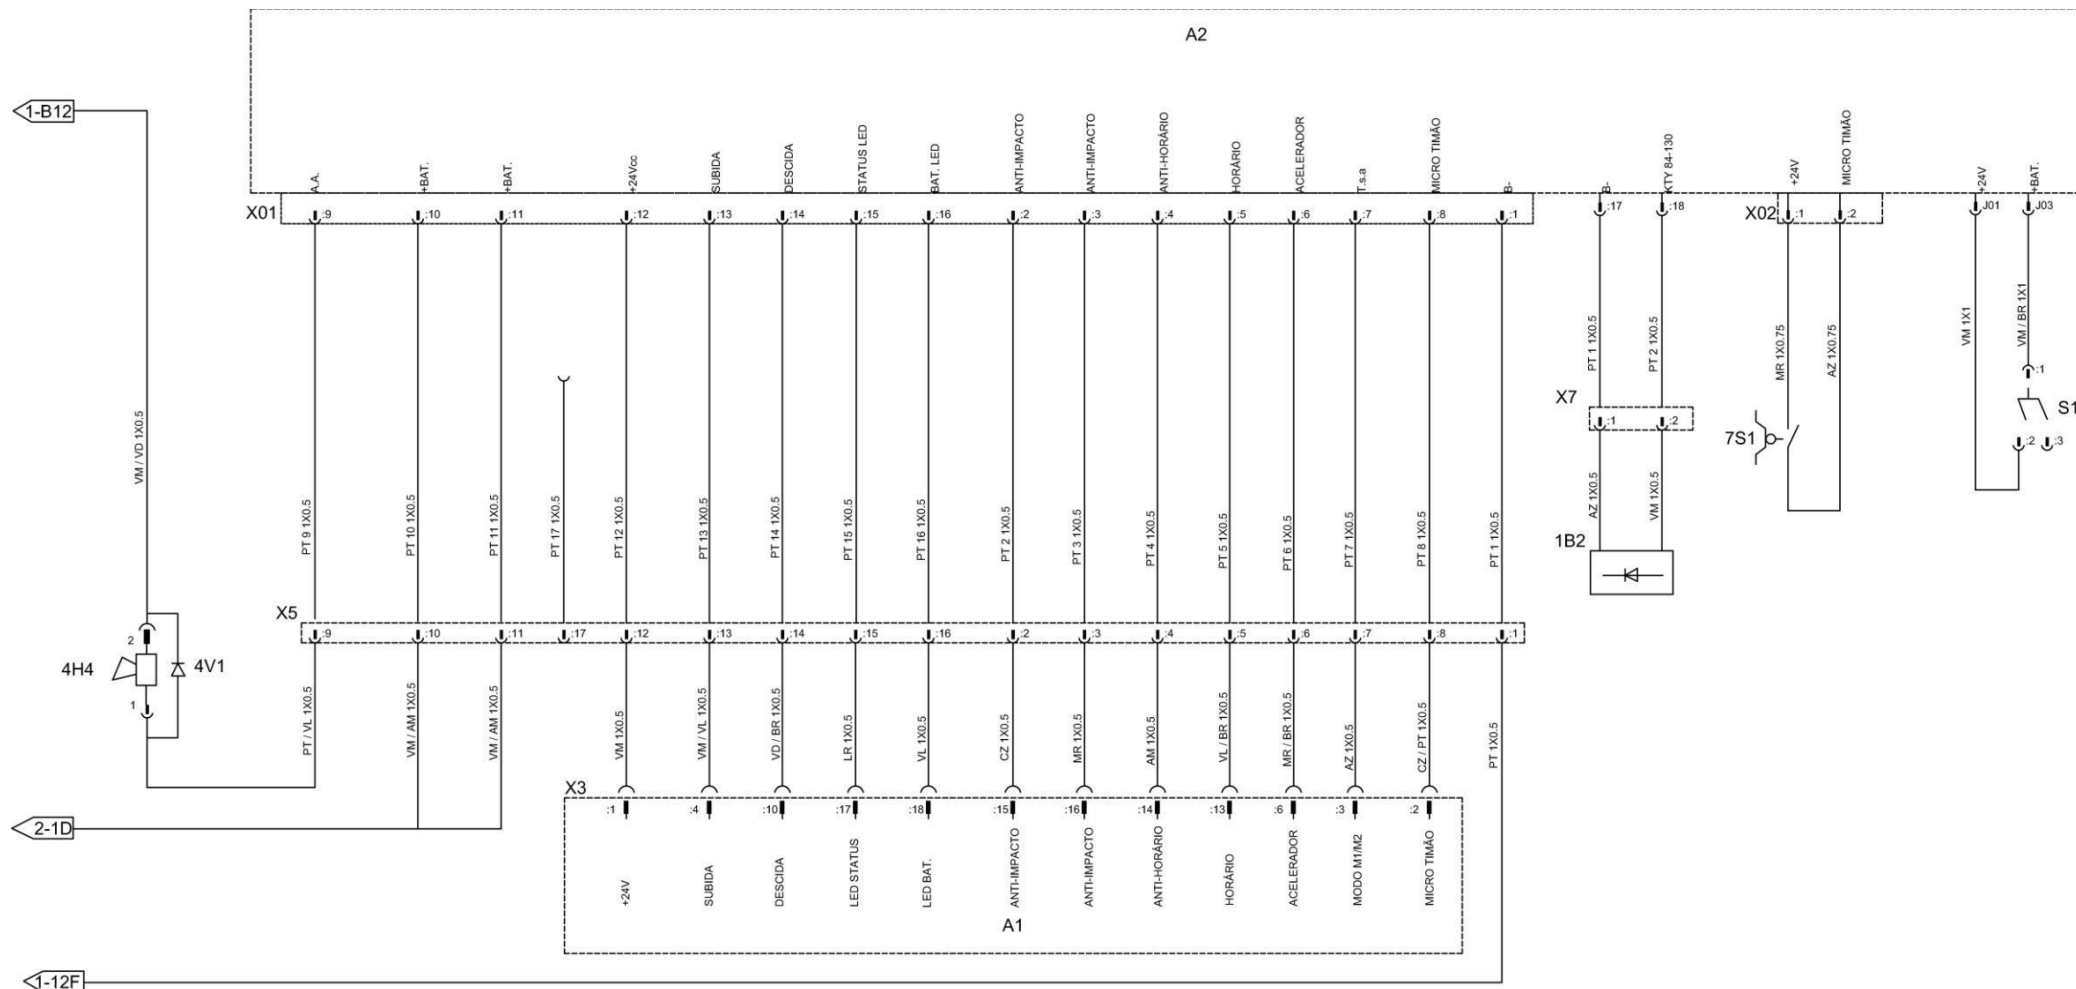 A2
1-B12
A.A.
+BAT.
+BAT.
+24Vcc
SUBIDA
DESCIDA
STATUS LED
BAT. LED
ANTI-IMPACTO
ANTI-IMPACTO
ANTI-HORÁRIO
HORÁRIO
ACELERADOR
T.s.a
MICRO TIMÃO
B-
B-
KTY 84-130
+24V
MICRO TIMÃO
+24V
+BAT.
X01
:9
:10
:11
:12
:13
:14
:15
:16
:2
:3
:4
:5
:6
:7
:8
:1
:17
:18
X02
:1
:2
J01
J03
VM / VD 1X0.5
PT 1 1X0.5
PT 2 1X0.5
MR 1X0.75
AZ 1X0.75
VM 1X1
VM / BR 1X1
:1
X7
:1
:2
7S1
S1
:2
:3
PT 9 1X0.5
PT 10 1X0.5
PT 11 1X0.5
PT 17 1X0.5
PT 12 1X0.5
PT 13 1X0.5
PT 14 1X0.5
PT 15 1X0.5
PT 16 1X0.5
PT 2 1X0.5
PT 3 1X0.5
PT 4 1X0.5
PT 5 1X0.5
PT 6 1X0.5
PT 7 1X0.5
PT 8 1X0.5
PT 1 1X0.5
AZ 1X0.5
VM 1X0.5
1B2
X5
:9
:10
:11
:17
:12
:13
:14
:15
:16
:2
:3
:4
:5
:6
:7
:8
:1
2
4H4
4V1
1
PT / VL 1X0.5
VM / AM 1X0.5
VM / AM 1X0.5
VM 1X0.5
VM / VL 1X0.5
VD / BR 1X0.5
LR 1X0.5
VL 1X0.5
CZ 1X0.5
MR 1X0.5
AM 1X0.5
VL / BR 1X0.5
MR / BR 1X0.5
AZ 1X0.5
CZ / PT 1X0.5
PT 1X0.5
X3
:1
:4
:10
:17
:18
:15
:16
:14
:13
:6
:3
:2
2-1D
+24V
SUBIDA
DESCIDA
LED STATUS
LED BAT.
ANTI-IMPACTO
ANTI-IMPACTO
ANTI-HORÁRIO
HORÁRIO
ACELERADOR
MODO M1/M2
MICRO TIMÃO
A1
1-12F